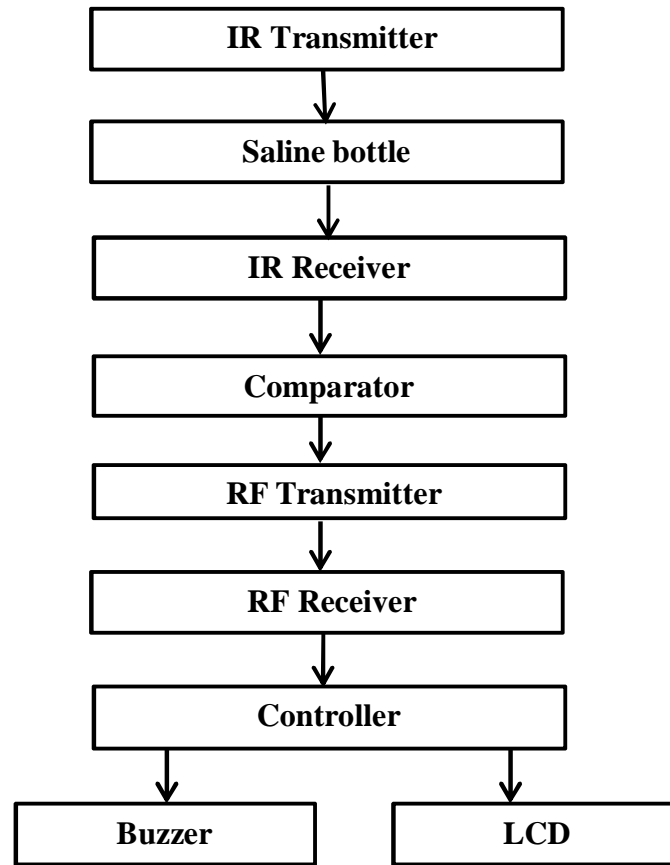 IR Transmitter
Saline bottle
IR Receiver
Comparator
RF Transmitter
RF Receiver
Controller
Buzzer
LCD